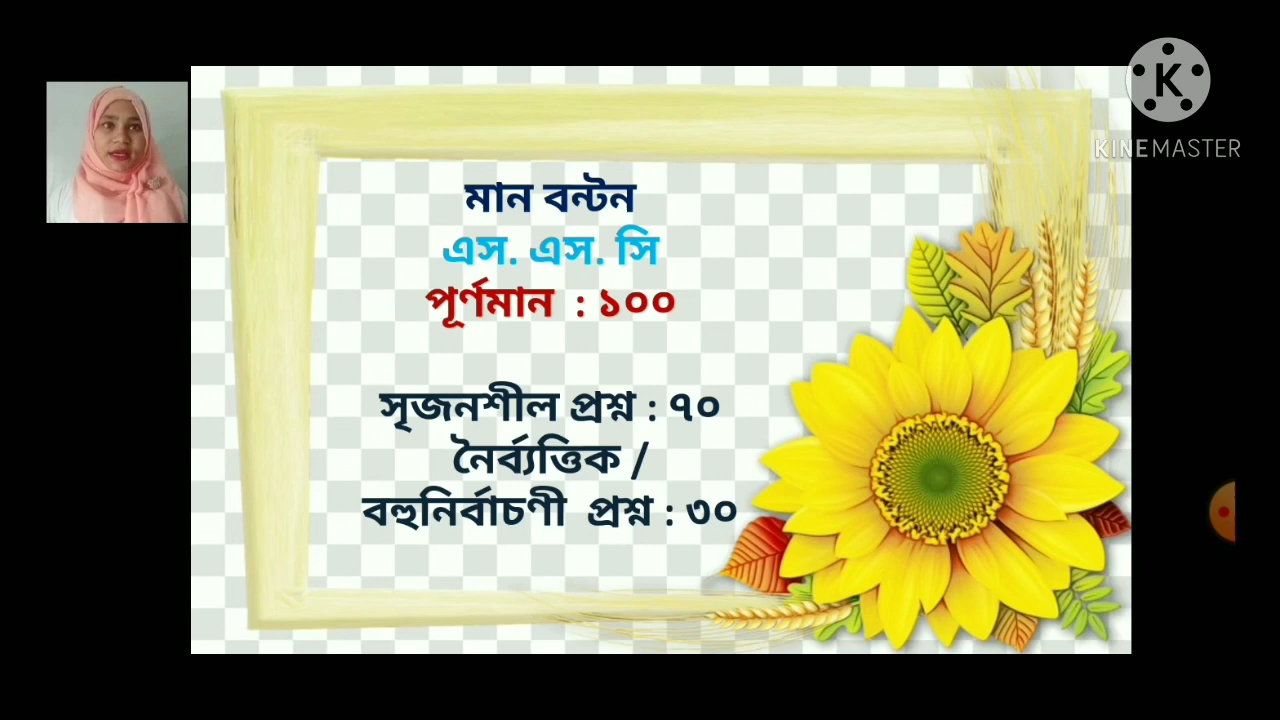 মান বন্টন
এস. এস. সি
পূর্ণমান : ১০০
সৃজনশীল প্রশ্ন : ৭০
নৈর্ব্যত্তিক /
বহুনির্বাচণী প্রশ্ন : ৩০
K
KINEMASTER